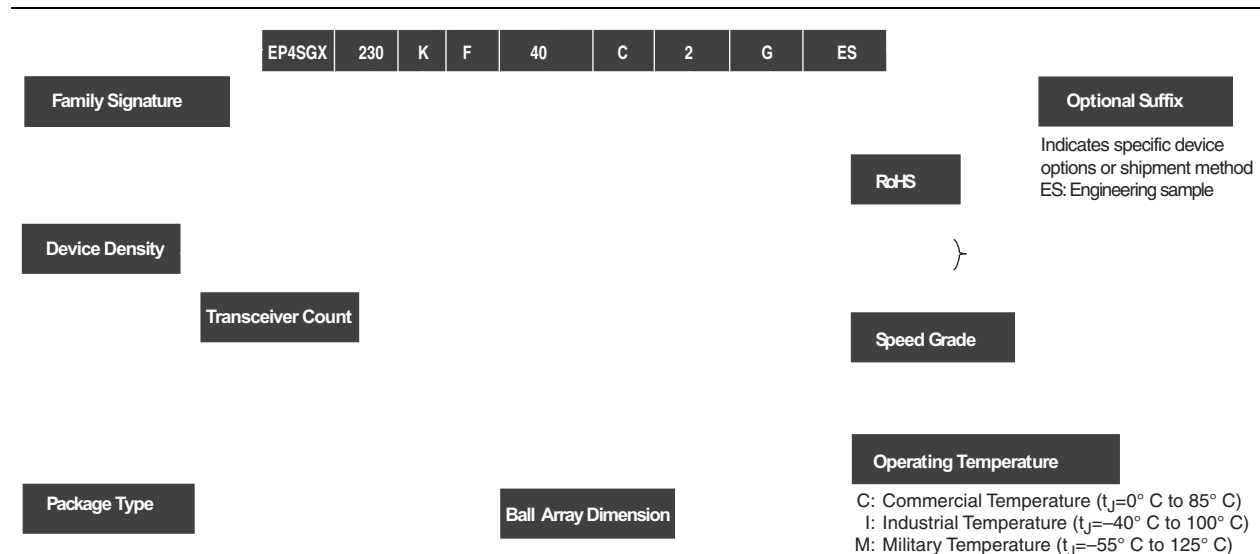 EP4SGX 230 K F 40 C 2 G ES
Family Signature
Optional Suffix
Indicates specific device
options or shipment method
ES: Engineering sample
RoHS
Device Density
Transceiver Count
Speed Grade
Operating Temperature
C: Commercial Temperature (tJ=0° C to 85° C)
I: Industrial Temperature (tJ=–40° C to 100° C)
M: Military Temperature (tJ=–55° C to 125° C)
Package Type
Ball Array Dimension